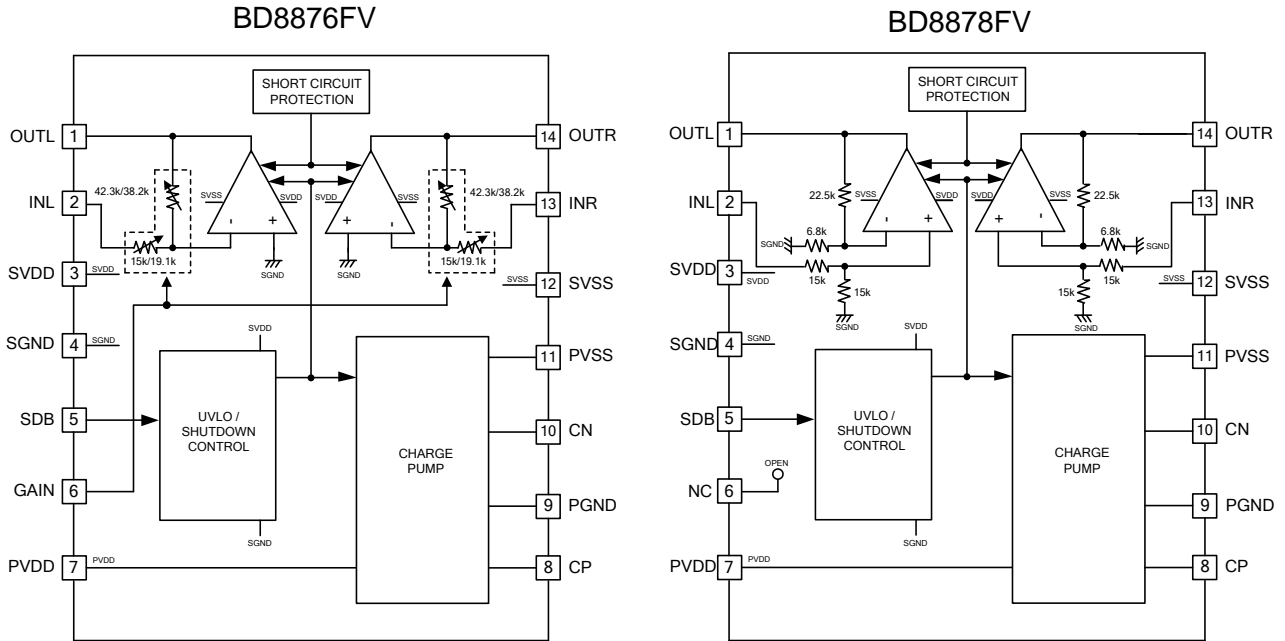 BD8876FV
SHORT CIRCUIT
PROTECTION
OUTL 1
14 OUTR
42.3k/38.2k
42.3k/38.2k
SVSS
SVDD
SVDD
SVSS
INL 2
13 INR
-
+
+
-
15k/19.1k
15k/19.1k
SGND
SGND
SVDD 3 SVDD
SVSS 12 SVSS
SGND 4 SGND
SVDD
11 PVSS
SDB 5
UVLO /
SHUTDOWN
CONTROL
10 CN
CHARGE
PUMP
GAIN 6
9 PGND
SGND
PVDD 7 PVDD
8 CP
BD8878FV
SHORT CIRCUIT
PROTECTION
OUTL 1
14 OUTR
22.5k
22.5k
SVSS
SVDD
SVDD
SVSS
INL 2
13 INR
-
+
+
-
6.8k
6.8k
SGND
SGND
15k
15k
SVDD 3 SVDD
SVSS 12 SVSS
15k
15k
SGND
SGND
SGND 4 SGND
SVDD
11 PVSS
SDB 5
UVLO /
SHUTDOWN
CONTROL
10 CN
CHARGE
PUMP
OPEN
NC 6
9 PGND
SGND
PVDD 7 PVDD
8 CP